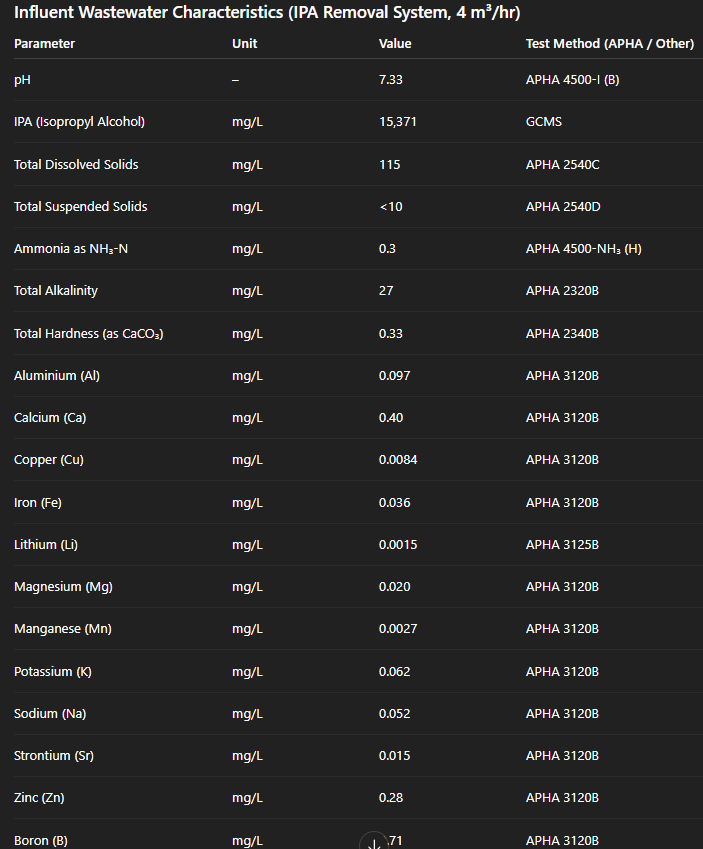 Influent Wastewater Characteristics (IPA Removal System, 4 m³/hr)
Parameter Unit Value Test Method (APHA / Other)
pH – 7.33 APHA 4500-I (B)
IPA (Isopropyl Alcohol) mg/L 15,371 GCMS
Total Dissolved Solids mg/L 115 APHA 2540C
Total Suspended Solids mg/L <10 APHA 2540D
Ammonia as NH₃-N mg/L 0.3 APHA 4500-NH₃ (H)
Total Alkalinity mg/L 27 APHA 2320B
Total Hardness (as CaCO₃) mg/L 0.33 APHA 2340B
Aluminium (Al) mg/L 0.097 APHA 3120B
Calcium (Ca) mg/L 0.40 APHA 3120B
Copper (Cu) mg/L 0.0084 APHA 3120B
Iron (Fe) mg/L 0.036 APHA 3120B
Lithium (Li) mg/L 0.0015 APHA 3125B
Magnesium (Mg) mg/L 0.020 APHA 3120B
Manganese (Mn) mg/L 0.0027 APHA 3120B
Potassium (K) mg/L 0.062 APHA 3120B
Sodium (Na) mg/L 0.052 APHA 3120B
Strontium (Sr) mg/L 0.015 APHA 3120B
Zinc (Zn) mg/L 0.28 APHA 3120B
Boron (B) mg/L .71 APHA 3120B